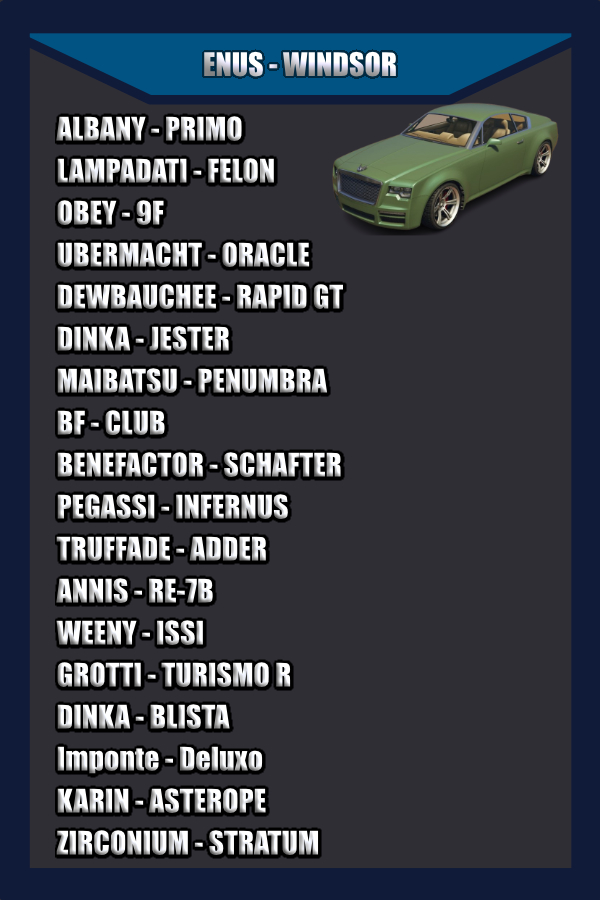 ENUS - WINDSOR
ALBANY - PRIMO
LAMPADATI - FELON
OBEY - 9F
UBERMACHT - ORACLE
DEWBAUCHEE - RAPID GT
DINKA - JESTER
MAIBATSU - PENUMBRA
BF - CLUB
BENEFACTOR - SCHAFTER
PEGASSI - INFERNUS
TRUFFADE - ADDER
ANNIS - RE-7B
WEENY - ISSI
GROTTI - TURISMO R
DINKA - BLISTA
Imponte - Deluxo
KARIN - ASTEROPE
ZIRCONIUM - STRATUM